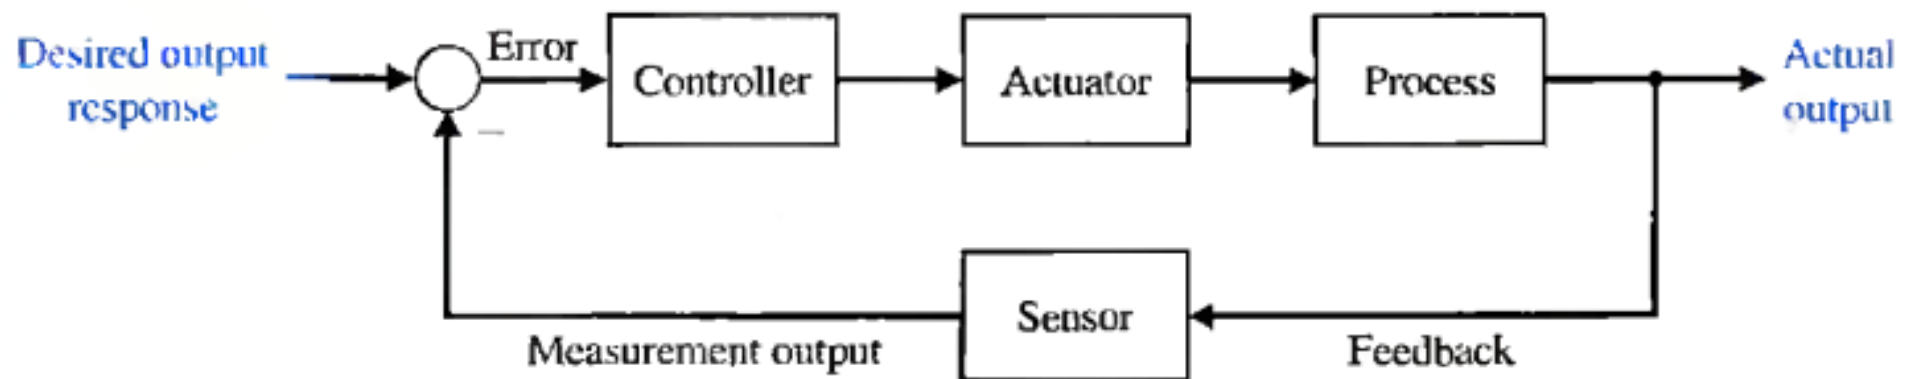 Desired output
response
Error
Controller
Actuator
Process
Actual
output
–
Sensor
Measurement output
Feedback